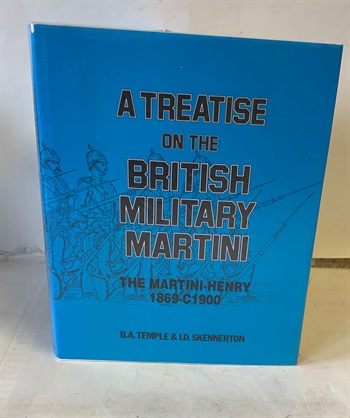 A TREATISE
ON THE
BRITISH
MILITARY
MARTINI
THE MARTINI-HENRY
1869-C1900
B.A. TEMPLE & I.D. SKENNERTON